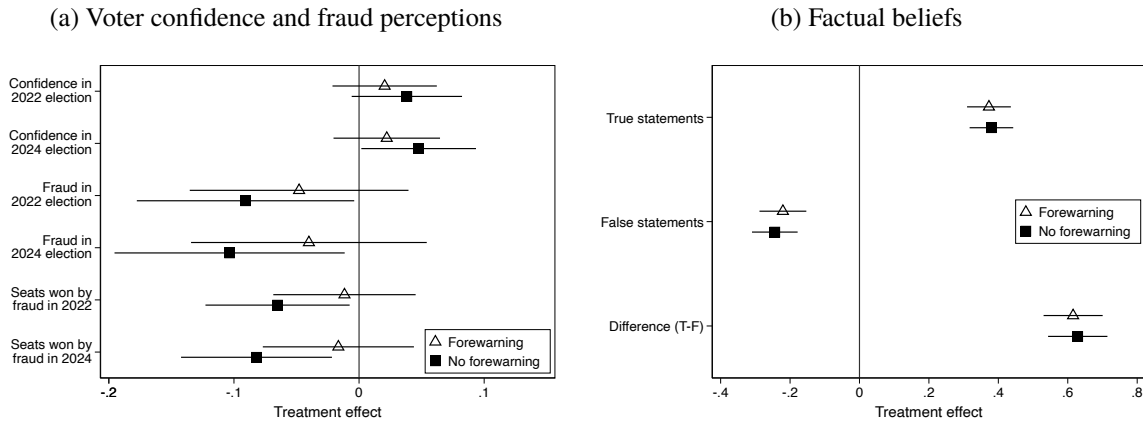 (a) Voter confidence and fraud perceptions
Confidence in
2022 election
Confidence in
2024 election
Fraud in
2022 election
Fraud in
2024 election
Seats won by
fraud in 2022
Seats won by
fraud in 2024
Forewarning
No forewarning
-.2 -.1 0 .1
Treatment effect
(b) Factual beliefs
True statements
False statements
Difference (T-F)
Forewarning
No forewarning
-.4 -.2 0 .2 .4 .6 .8
Treatment effect